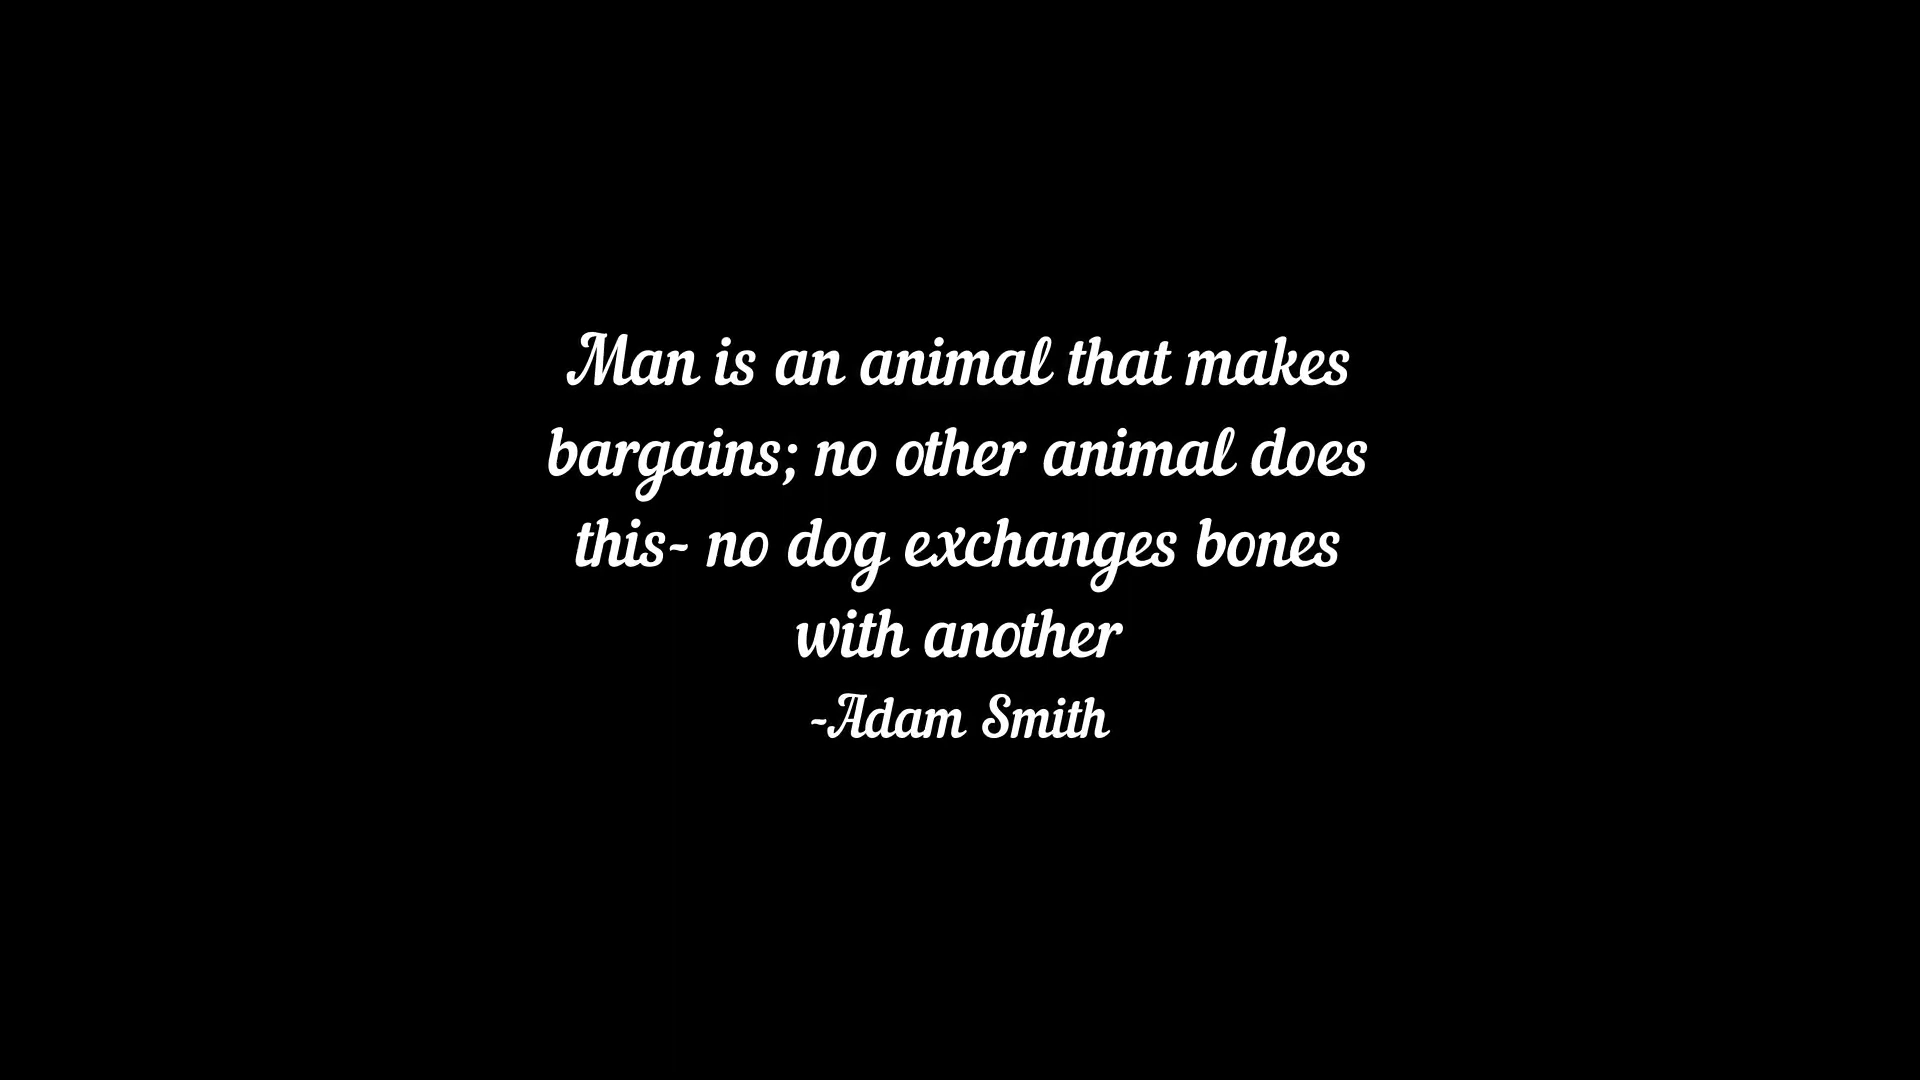 Man is an animal that makes
bargains; no other animal does
this- no dog exchanges bones
with another
-Adam Smith